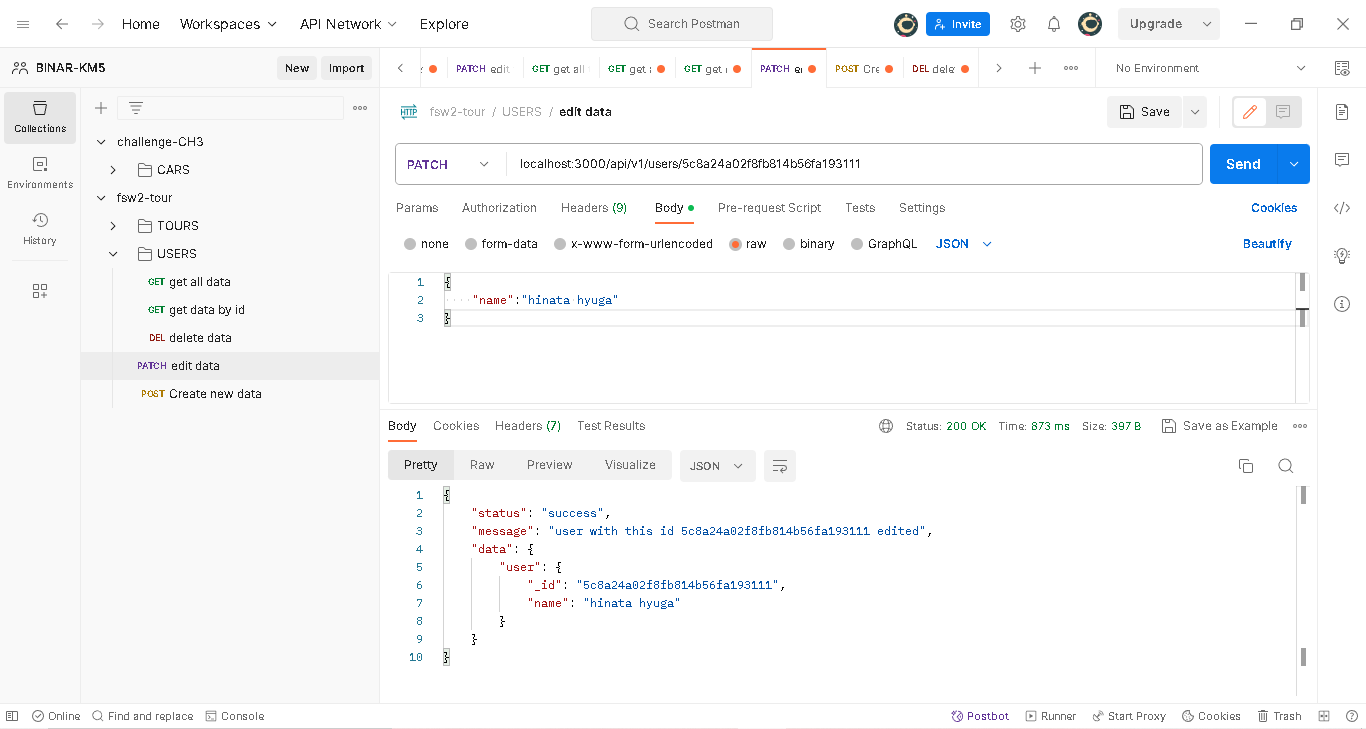 Home Workspaces API Network Explore Search Postman Invite Upgrade
BINAR-KM5 New Import PATCH edit GET get all GET get GET get PATCH POST Cre DEL dele No Environment
Collections
Environments
History
challenge-CH3
CARS
fsw2-tour
TOURS
USERS
GET get all data
GET get data by id
DEL delete data
PATCH edit data
POST Create new data
HTTP fsw2-tour / USERS / edit data Save
PATCH localhost:3000/api/v1/users/5c8a24a02f8fb814b56fa193111 Send
Params Authorization Headers (9) Body Pre-request Script Tests Settings Cookies
none form-data x-www-form-urlencoded raw binary GraphQL JSON Beautify
1 {
2 "name":"hinata hyuga"
3 }
Body Cookies Headers (7) Test Results Status: 200 OK Time: 873 ms Size: 397 B Save as Example
Pretty Raw Preview Visualize JSON
1 {
2 "status": "success",
3 "message": "user with this id 5c8a24a02f8fb814b56fa193111 edited",
4 "data": {
5 "user": {
6 "_id": "5c8a24a02f8fb814b56fa193111",
7 "name": "hinata hyuga"
8 }
9 }
10 }
Online Find and replace Console Postbot Runner Start Proxy Cookies Trash